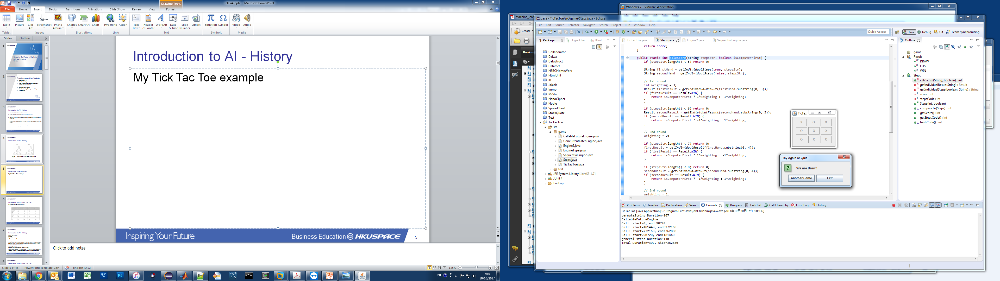 class4.pptx - Microsoft PowerPoint
Drawing Tools
File Home Insert Design Transitions Animations Slide Show Review View Format
Table Picture Clip Art Screenshot Photo Album Shapes SmartArt Chart Hyperlink Action Text Box Header & Footer WordArt Date & Time Slide Number Object Equation Symbol Video Audio
Tables Images Illustrations Links Text Symbols Media
Slides Outline
1
2
3
4
5
6
7
8
Introduction to AI - History
My Tick Tac Toe example
Inspiring Your Future
Business Education @ HKUSPACE
5
Click to add notes
Slide 5 of 46 "PowerPoint Template-CBF" English (U.S.) 125%
ZH 8:10
30/10/2017
Windows 7 - VMware Workstation
Java - TicTacToe/src/game/Steps.java - Eclipse
File Edit Source Refactor Navigate Search Project Run Window Help
Create
Quick Access Java Debug Git Team Synchronizing
Package ... Type Hier... JUnit
Collaborator
Daiwa
DataStruct
Datatact
HSBCHomeWork
HtmlUnit
IB
JaJack
kumo
MrShe
NanoCipher
Noble
SpreadSheet
StockQuote
Test
TicTacToe
src
game
CallableFutureEngine.java
ConcurrentLatchEngine.java
Engine2.java
EngineType.java
SequentialEngine.java
Steps.java
TicTacToe.java
test
JRE System Library [JavaSE-1.7]
JUnit 4
backup
TicTacToe.java Steps.java Engine2.java SequentialEngine.java
return score;
}
public static int calcScore(String stepsStr, boolean isComputerFirst) {
if (stepsStr.length() < 5) return 0;
String firstHand = getIndividualSteps(true, stepsStr);
String secondHand = getIndividualSteps(false, stepsStr);
// 1st round
int weighting = 3;
Result firstResult = getIndividualResult(firstHand.substring(0, 3));
if (firstResult == Result.WIN) {
return isComputerFirst ? 1*weighting : -1*weighting;
}
if (stepsStr.length() < 6) return 0;
Result secondResult = getIndividualResult(secondHand.substring(0, 3));
if (secondResult == Result.WIN) {
return isComputerFirst ? -1*weighting : 1*weighting;
}
// 2nd round
weighting = 2;
if (stepsStr.length() < 7) return 0;
firstResult = getIndividualResult(firstHand.substring(0, 4));
if (firstResult == Result.WIN) {
return isComputerFirst ? 1*weighting : -1*weighting;
}
if (stepsStr.length() < 8) return 0;
secondResult = getIndividualResult(secondHand.substring(0, 4));
if (secondResult == Result.WIN) {
return isComputerFirst ? -1*weighting : 1*weighting;
}
// 3rd round
weighting = 1;
TicTa...
X O X
O O X
O X O
Play Again or Quit
We are Draw !
Another Game Exit
Outline
game
Result
DRAW
LOSE
WIN
Steps
calcScore(String, boolean) : int
getIndividualResult(String) : Result
getIndividualSteps(boolean, String) : String
score : int
stepsCode : int
Steps(int, boolean)
compareTo(Steps) : int
getScore() : int
getStepsCode() : int
hashCode() : int
Problems Javadoc Declaration Search Console Progress Task List Call Hierarchy Error Log History
TicTacToe [Java Application] C:\Program Files\Java\jdk1.8.0\bin\javaw.exe (2017年10月30日 上午8:08:39)
permuteString Duration=167
CallableFutureEngine
Call: start=0, end:90720
Call: start=181440, end:272160
Call: start=272160, end:362880
Call: start=90720, end:181440
general steps Duration=140
Total Duration=307, size=362880